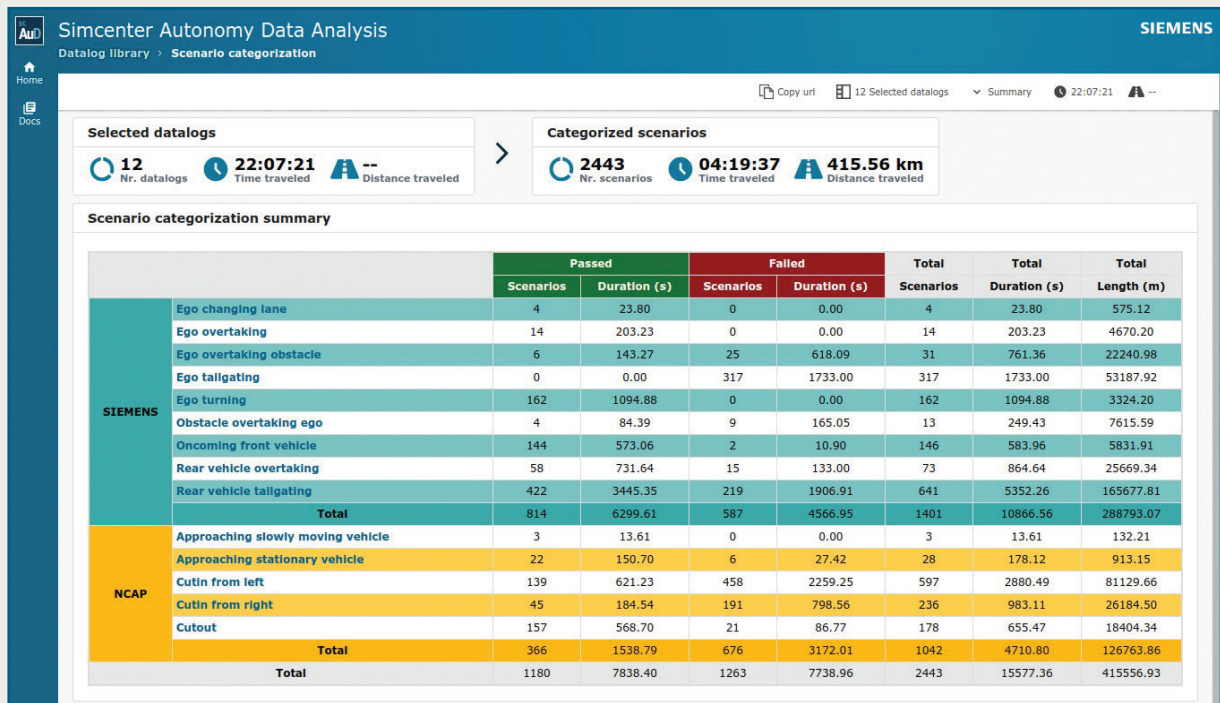 SC
AuD
Simcenter Autonomy Data Analysis
SIEMENS
Datalog library › Scenario categorization
Home
Docs
Copy url 12 Selected datalogs Summary 22:07:21 --
Selected datalogs
12 22:07:21 --
Nr. datalogs Time traveled Distance traveled
Categorized scenarios
2443 04:19:37 415.56 km
Nr. scenarios Time traveled Distance traveled
Scenario categorization summary
Passed Failed Total Total Total
Scenarios Duration (s) Scenarios Duration (s) Scenarios Duration (s) Length (m)
SIEMENS
Ego changing lane 4 23.80 0 0.00 4 23.80 575.12
Ego overtaking 14 203.23 0 0.00 14 203.23 4670.20
Ego overtaking obstacle 6 143.27 25 618.09 31 761.36 22240.98
Ego tailgating 0 0.00 317 1733.00 317 1733.00 53187.92
Ego turning 162 1094.88 0 0.00 162 1094.88 3324.20
Obstacle overtaking ego 4 84.39 9 165.05 13 249.43 7615.59
Oncoming front vehicle 144 573.06 2 10.90 146 583.96 5831.91
Rear vehicle overtaking 58 731.64 15 133.00 73 864.64 25669.34
Rear vehicle tailgating 422 3445.35 219 1906.91 641 5352.26 165677.81
Total 814 6299.61 587 4566.95 1401 10866.56 288793.07
NCAP
Approaching slowly moving vehicle 3 13.61 0 0.00 3 13.61 132.21
Approaching stationary vehicle 22 150.70 6 27.42 28 178.12 913.15
Cutin from left 139 621.23 458 2259.25 597 2880.49 81129.66
Cutin from right 45 184.54 191 798.56 236 983.11 26184.50
Cutout 157 568.70 21 86.77 178 655.47 18404.34
Total 366 1538.79 676 3172.01 1042 4710.80 126763.86
Total 1180 7838.40 1263 7738.96 2443 15577.36 415556.93